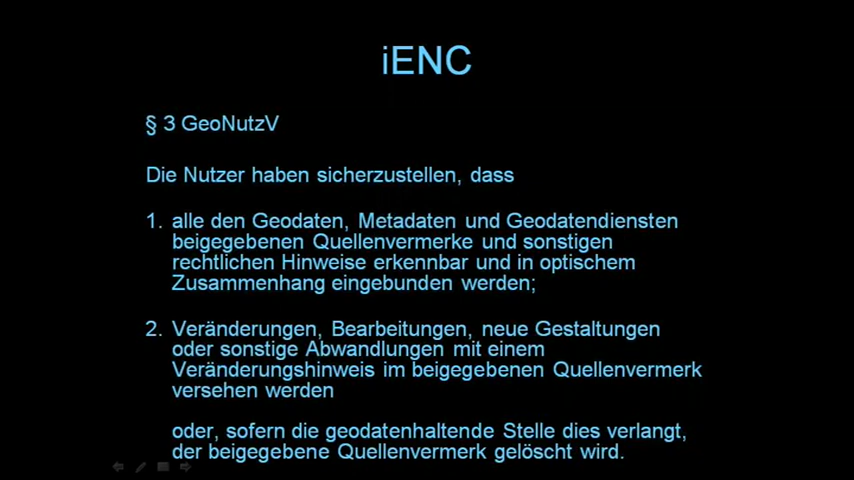 iENC
§ 3 GeoNutzV
Die Nutzer haben sicherzustellen, dass
1. alle den Geodaten, Metadaten und Geodatendiensten
beigegebenen Quellenvermerke und sonstigen
rechtlichen Hinweise erkennbar und in optischem
Zusammenhang eingebunden werden;
2. Veränderungen, Bearbeitungen, neue Gestaltungen
oder sonstige Abwandlungen mit einem
Veränderungshinweis im beigegebenen Quellenvermerk
versehen werden
oder, sofern die geodatenhaltende Stelle dies verlangt,
der beigegebene Quellenvermerk gelöscht wird.